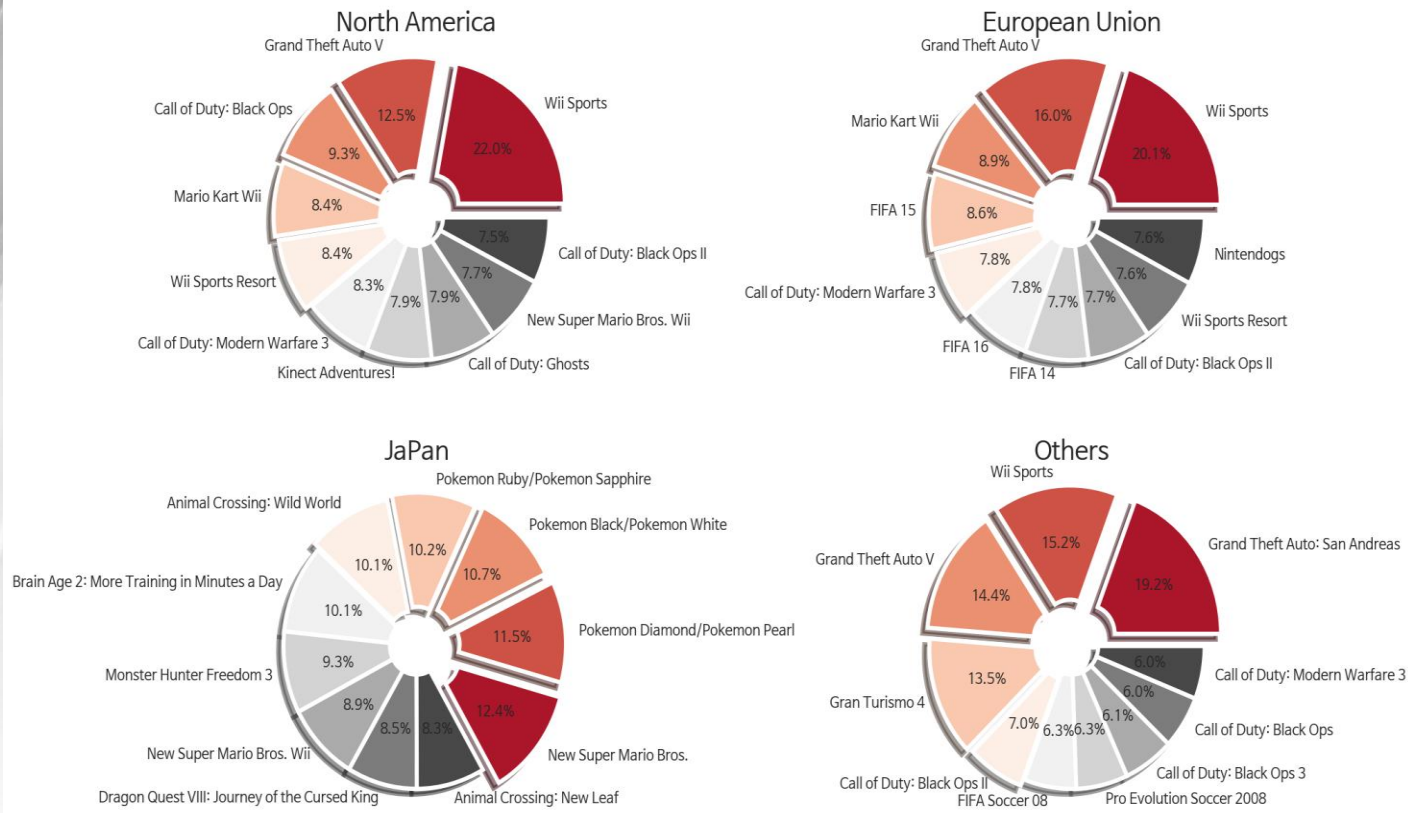 North America
Grand Theft Auto V
Wii Sports
Call of Duty: Black Ops
12.5%
22.0%
9.3%
Mario Kart Wii
8.4%
7.5%
Call of Duty: Black Ops II
Wii Sports Resort
8.4%
8.3%
7.9%
7.9%
7.7%
New Super Mario Bros. Wii
Call of Duty: Modern Warfare 3
Kinect Adventures!
Call of Duty: Ghosts
European Union
Grand Theft Auto V
Wii Sports
Mario Kart Wii
16.0%
20.1%
8.9%
FIFA 15
8.6%
7.6%
Nintendogs
7.8%
7.6%
Call of Duty: Modern Warfare 3
7.8%
7.7%
7.7%
Wii Sports Resort
FIFA 16
FIFA 14
Call of Duty: Black Ops II
JaPan
Pokemon Ruby/Pokemon Sapphire
Animal Crossing: Wild World
Pokemon Black/Pokemon White
10.2%
10.1%
10.7%
Brain Age 2: More Training in Minutes a Day
10.1%
11.5%
Pokemon Diamond/Pokemon Pearl
Monster Hunter Freedom 3
9.3%
8.9%
8.5%
8.3%
12.4%
New Super Mario Bros. Wii
New Super Mario Bros.
Dragon Quest VIII: Journey of the Cursed King
Animal Crossing: New Leaf
Others
Wii Sports
Grand Theft Auto: San Andreas
Grand Theft Auto V
15.2%
19.2%
14.4%
13.5%
6.0%
Call of Duty: Modern Warfare 3
Gran Turismo 4
7.0%
6.3%
6.3%
6.1%
6.0%
Call of Duty: Black Ops
Call of Duty: Black Ops II
Call of Duty: Black Ops 3
FIFA Soccer 08
Pro Evolution Soccer 2008